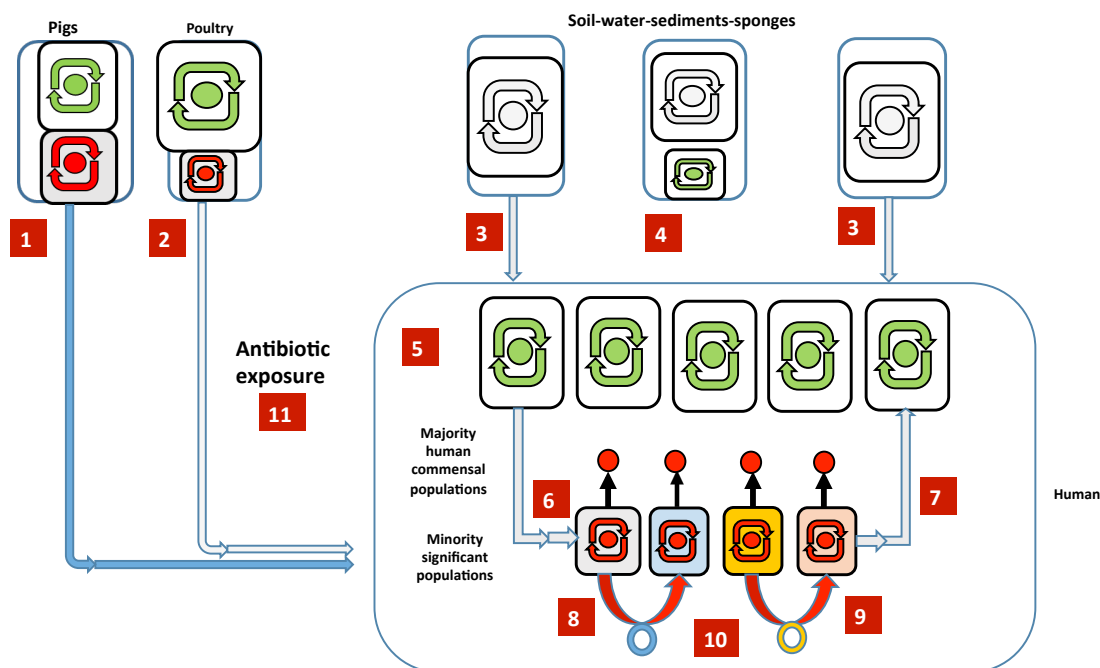 Pigs
Poultry
Soil-water-sediments-sponges
1
2
3
4
3
5
Antibiotic
exposure
11
Majority
human
commensal
populations
6
7
Human
Minority
significant
populations
8
10
9